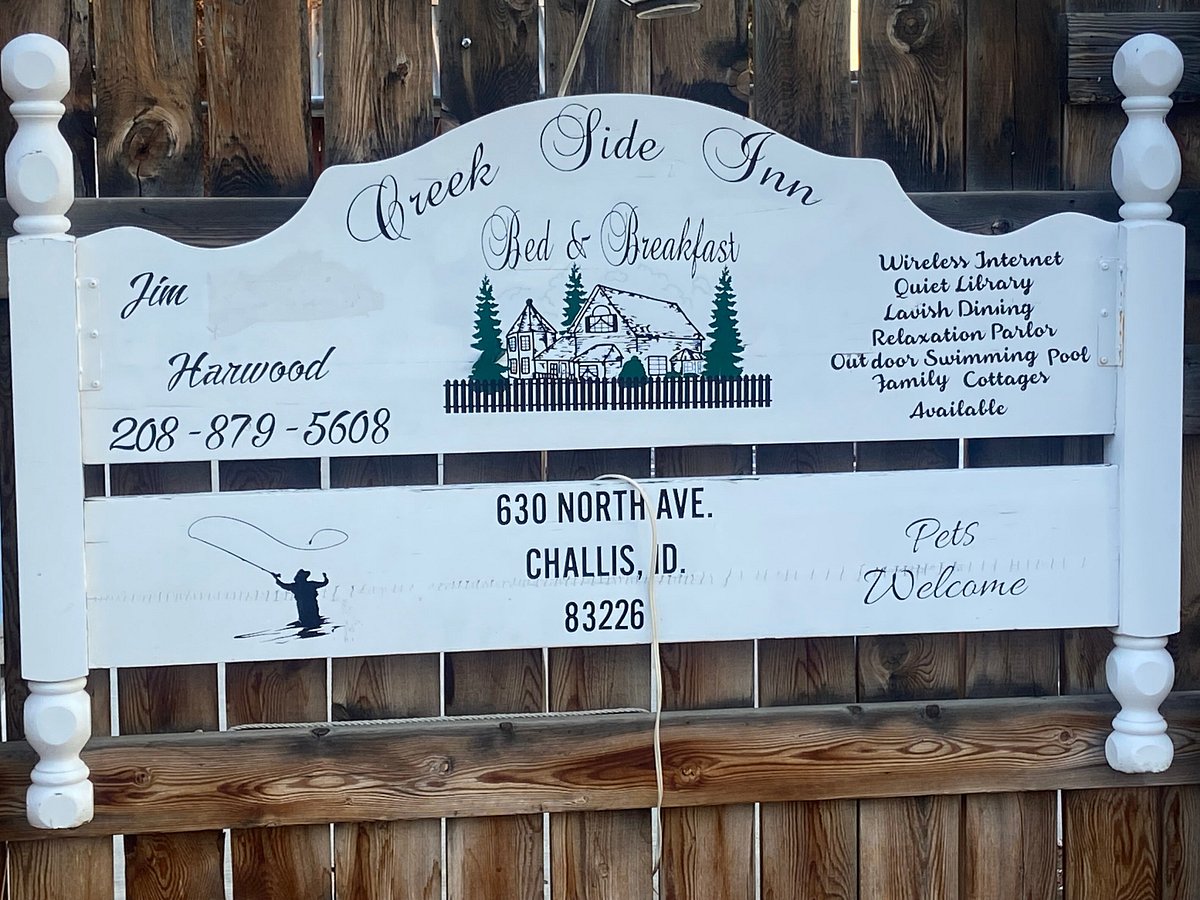 Creek Side Inn
Bed & Breakfast
Jim
Harwood
208-879-5608
Wireless Internet
Quiet Library
Lavish Dining
Relaxation Parlor
Outdoor Swimming Pool
Family Cottages
Available
630 NORTH AVE.
CHALLIS, ID.
83226
Pets
Welcome